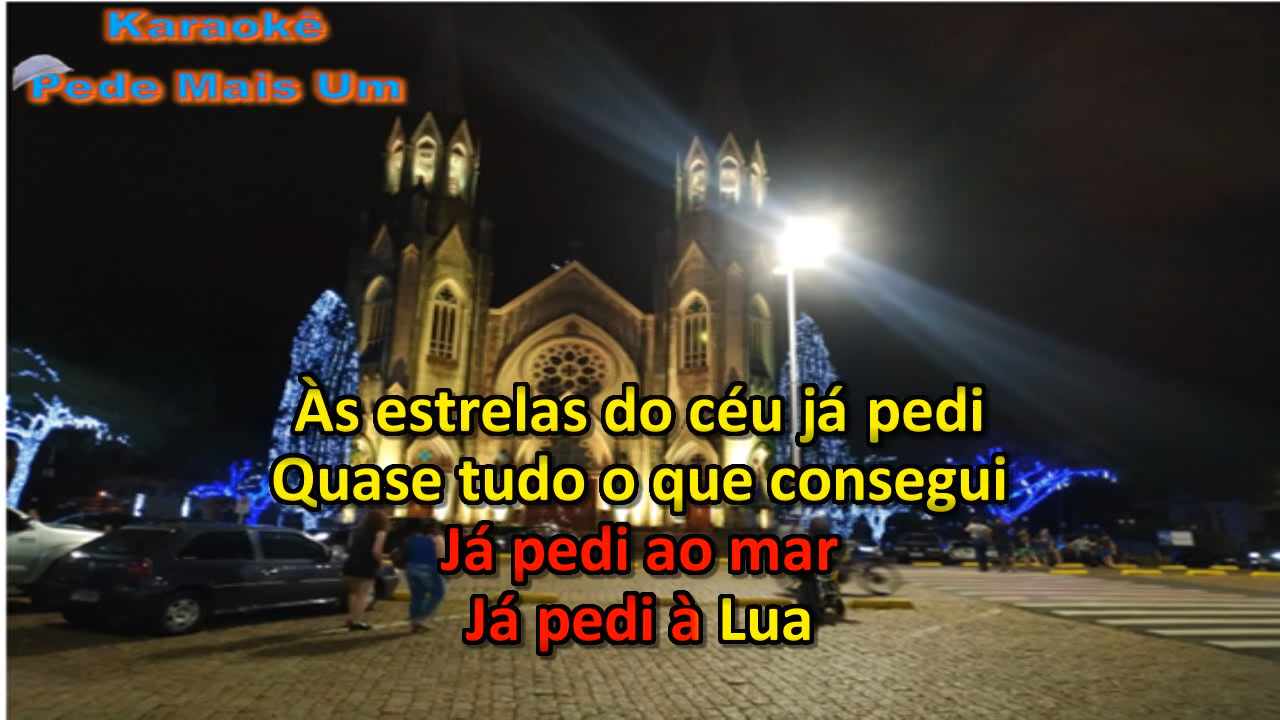 Karaokê
Pede Mais Um
Às estrelas do céu já pedi
Quase tudo o que consegui
Já pedi ao mar
Já pedi à Lua